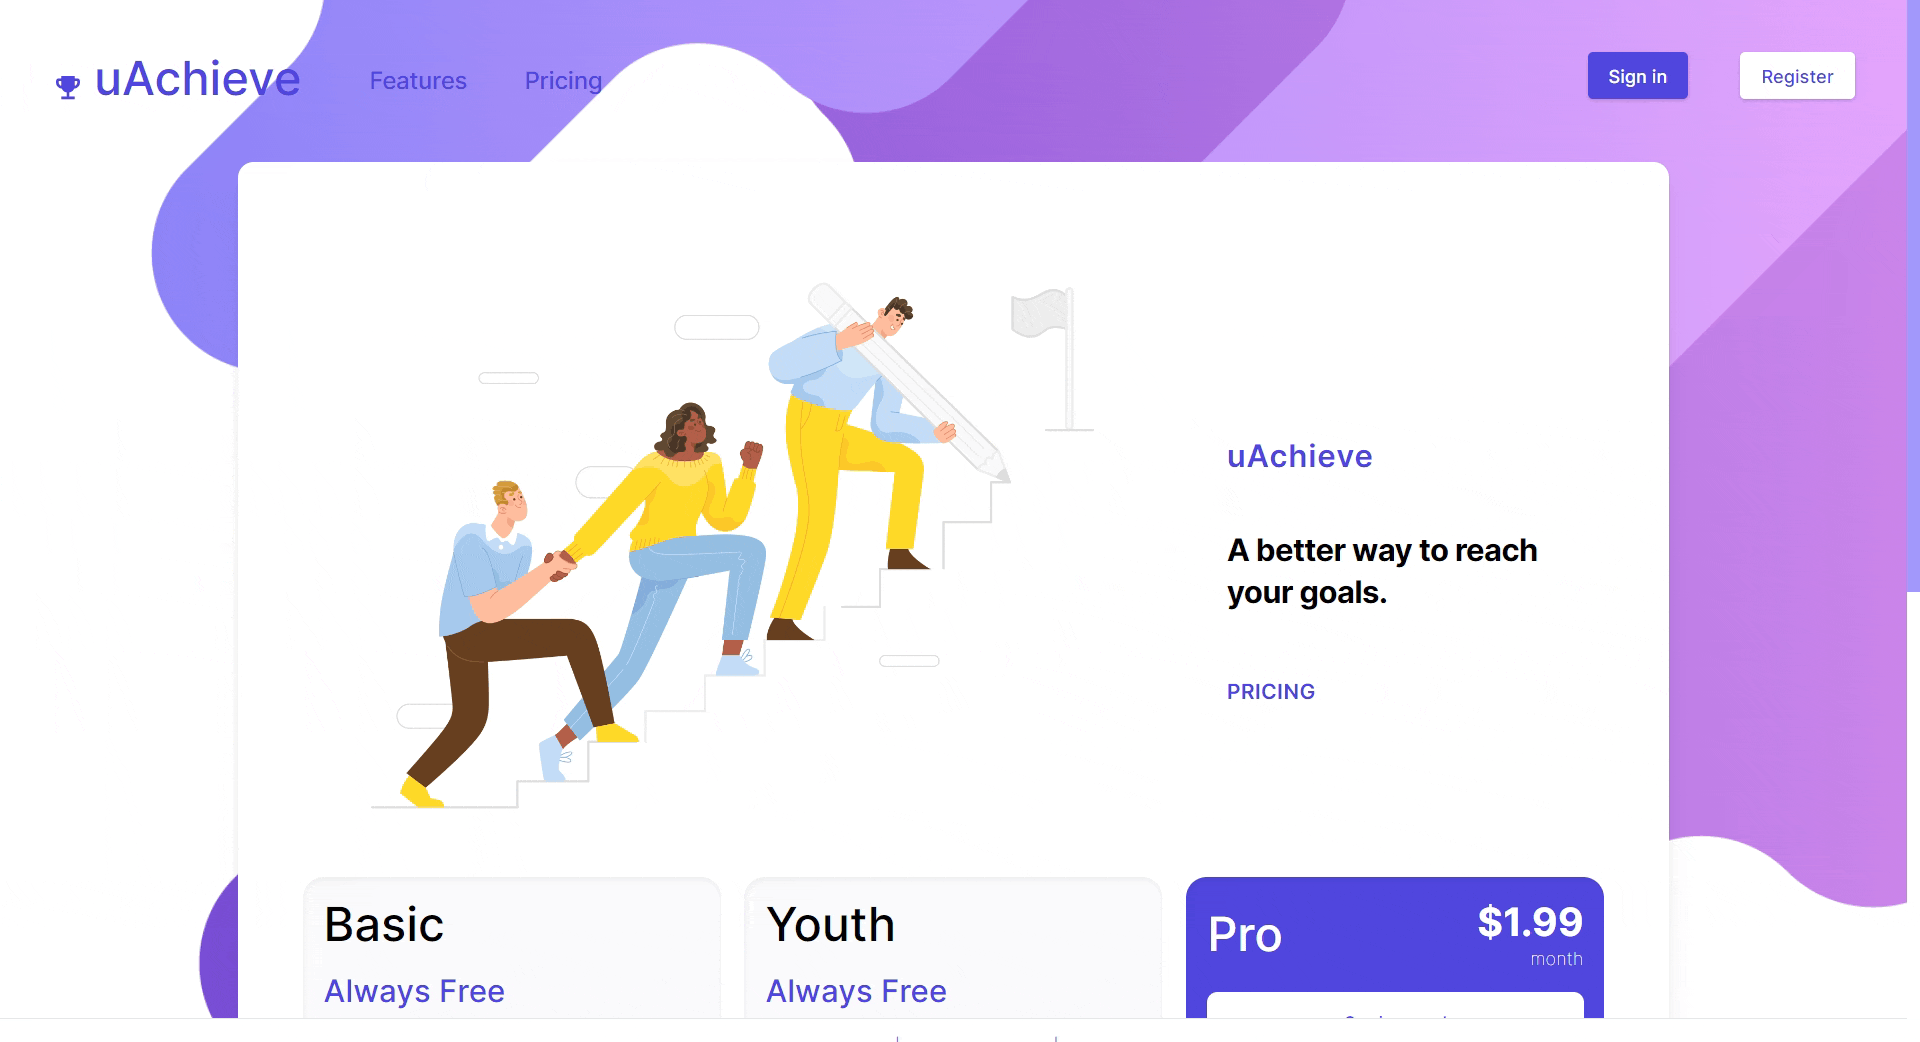 uAchieve
Features
Pricing
Sign in
Register
uAchieve
A better way to reach
your goals.
PRICING
Basic
Always Free
Youth
Always Free
Pro
$1.99
month